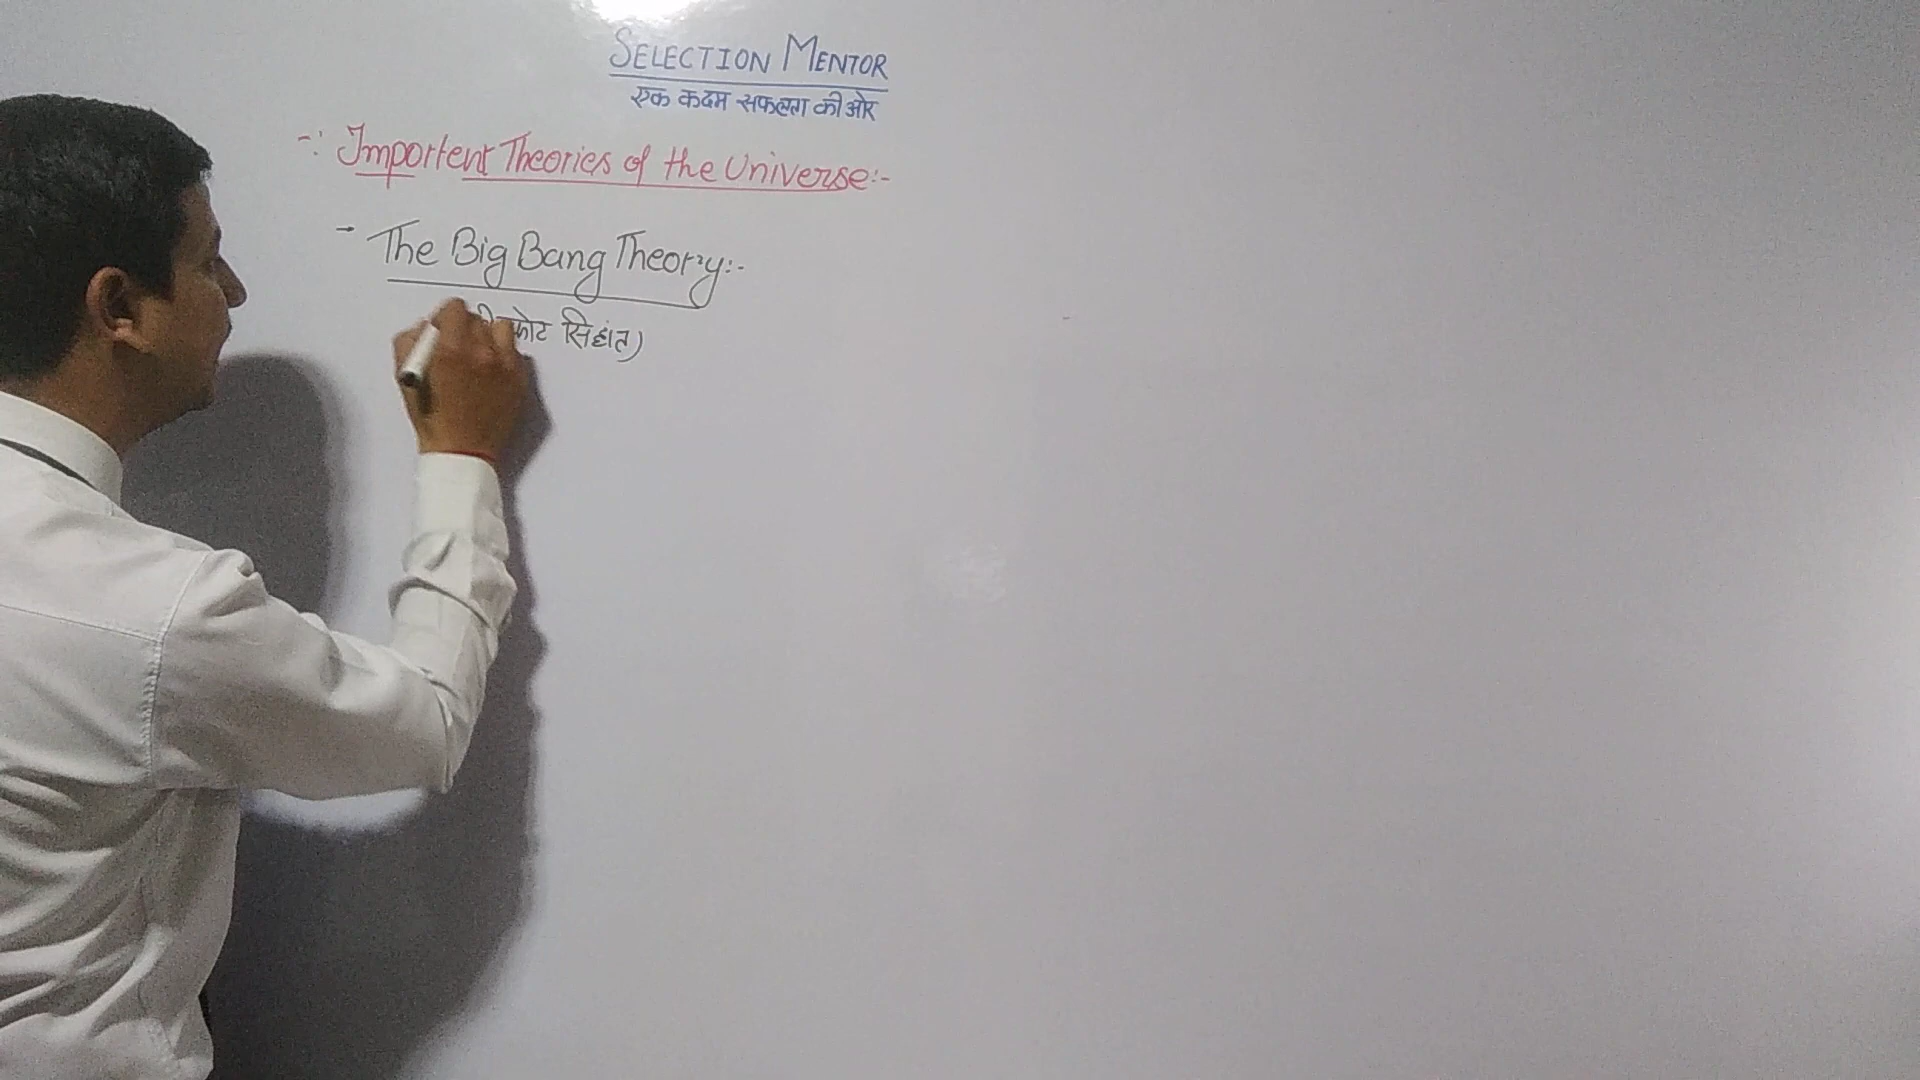 SELECTION MENTOR
एक कदम सफलता की ओर
-: Importent Theories of the Universe:-
- The Big Bang Theory:-
सिद्धांत)